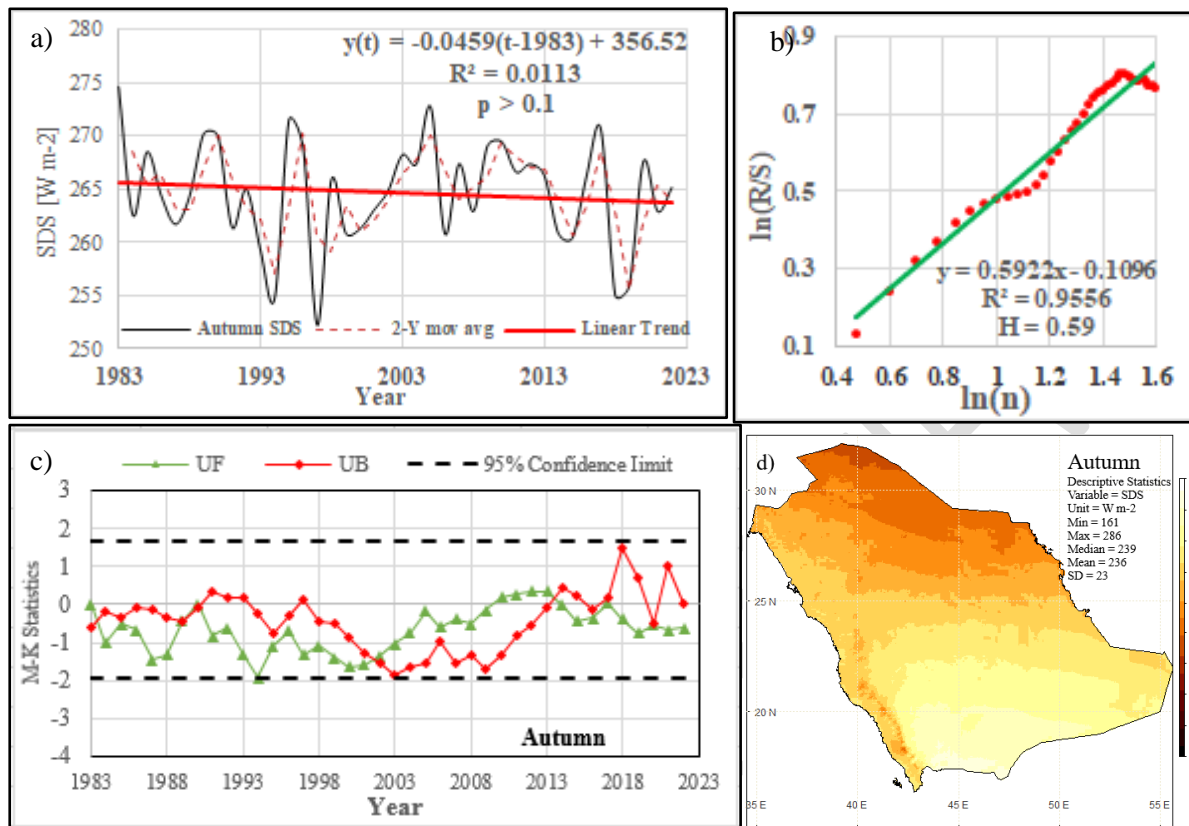 a)
y(t) = -0.0459(t-1983) + 356.52
R² = 0.0113
p > 0.1
280
275
270
265
260
255
250
SDS [W m-2]
Autumn SDS
2-Y mov avg
Linear Trend
1983
1993
2003
2013
2023
Year
b)
0.9
0.7
0.5
0.3
0.1
ln(R/S)
y = 0.5922x - 0.1096
R² = 0.9556
H = 0.59
0.4
0.6
0.8
1
1.2
1.4
1.6
ln(n)
c)
UF
UB
95% Confidence limit
3
2
1
0
-1
-2
-3
-4
M-K Statistics
Autumn
1983
1988
1993
1998
2003
2008
2013
2018
2023
Year
d)
Autumn
Descriptive Statistics
Variable = SDS
Unit = W m-2
Min = 161
Max = 286
Median = 239
Mean = 236
SD = 23
30 N
25 N
20 N
35 E
40 E
45 E
50 E
55 E